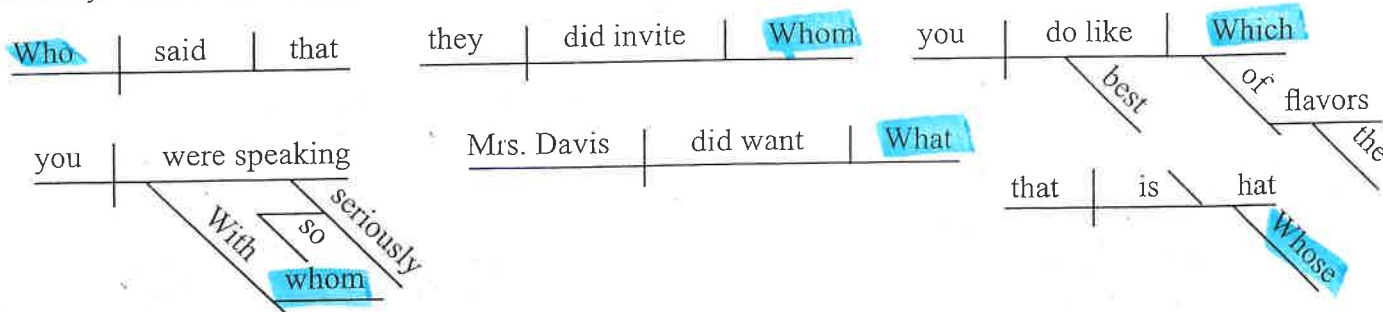 Who said that
they did invite Whom
you do like Which
best
of
flavors
the
you were speaking
With
so
seriously
whom
Mrs. Davis did want What
that is hat
Whose